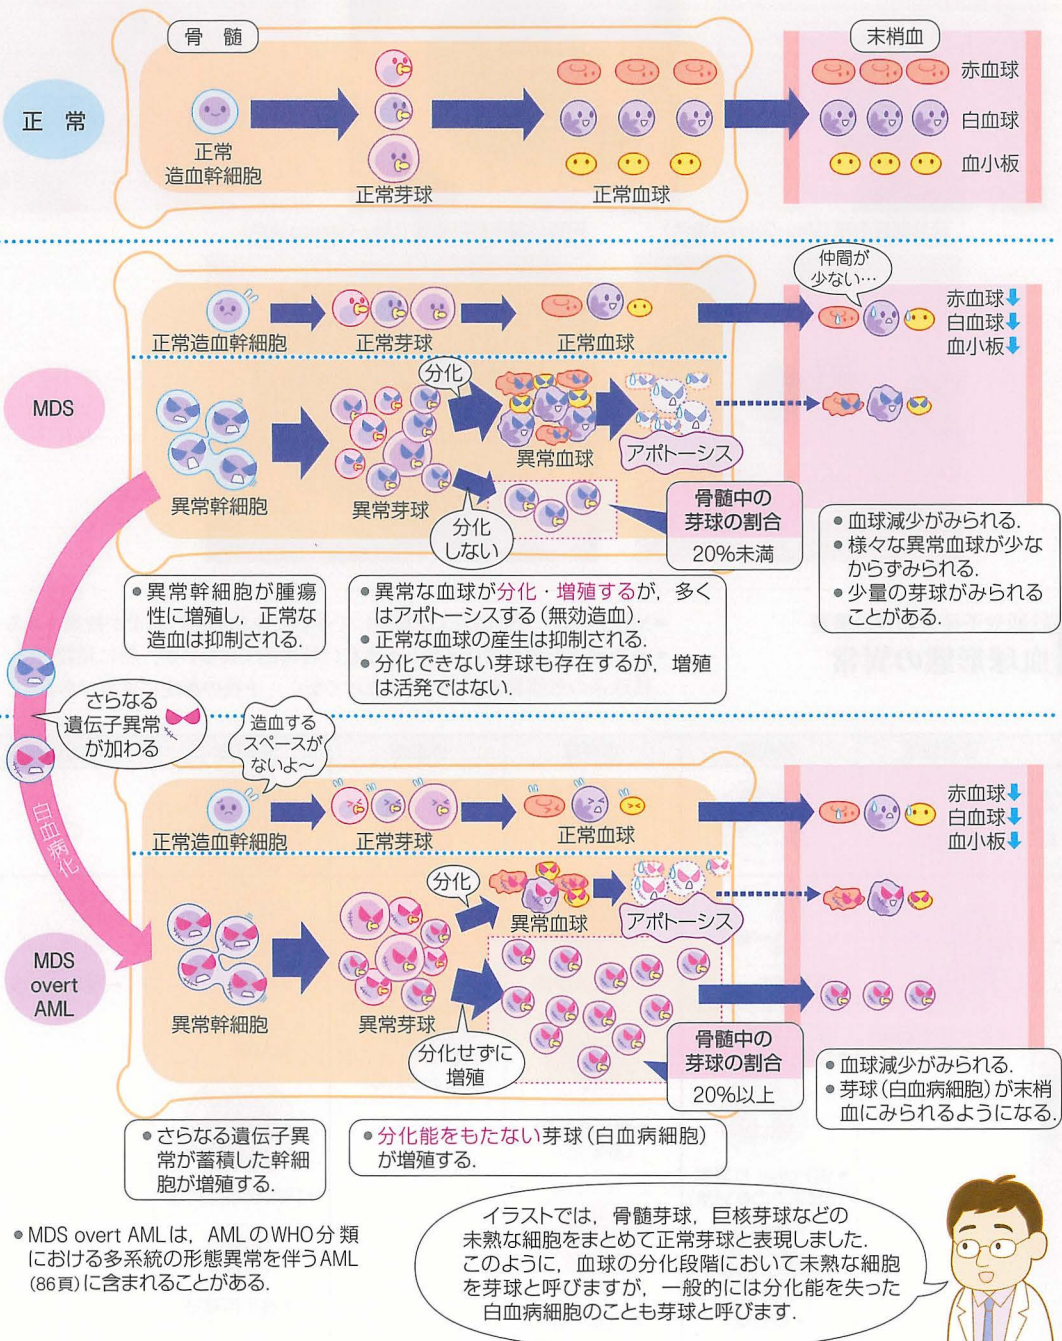 骨 髄
末梢血
正 常
正常
造血幹細胞
正常芽球
正常血球
赤血球
白血球
血小板
仲間が
少ない…
正常造血幹細胞
正常芽球
正常血球
赤血球⬇
白血球⬇
血小板⬇
MDS
分化
異常幹細胞
異常芽球
異常血球
アポトーシス
分化
しない
骨髄中の
芽球の割合
20%未満
● 異常幹細胞が腫瘍
性に増殖し，正常な
造血は抑制される．
● 異常な血球が分化・増殖するが，多く
はアポトーシスする（無効造血）．
● 正常な血球の産生は抑制される．
● 分化できない芽球も存在するが，増殖
は活発ではない．
● 血球減少がみられる．
● 様々な異常血球が少な
からずみられる．
● 少量の芽球がみられる
ことがある．
さらなる
遺伝子異常
が加わる
白血病化
造血する
スペースが
ないよ〜
正常造血幹細胞
正常芽球
正常血球
赤血球⬇
白血球⬇
血小板⬇
MDS
overt
AML
分化
異常幹細胞
異常芽球
異常血球
アポトーシス
分化せずに
増殖
骨髄中の
芽球の割合
20%以上
● さらなる遺伝子異
常が蓄積した幹細
胞が増殖する．
● 分化能をもたない芽球（白血病細胞）
が増殖する．
● 血球減少がみられる．
● 芽球（白血病細胞）が末梢
血にみられるようになる．
● MDS overt AMLは，AMLのWHO分類
における多系統の形態異常を伴うAML
（86頁）に含まれることがある．
イラストでは，骨髄芽球，巨核芽球などの
未熟な細胞をまとめて正常芽球と表現しました．
このように，血球の分化段階において未熟な細胞
を芽球と呼びますが，一般的には分化能を失った
白血病細胞のことも芽球と呼びます．